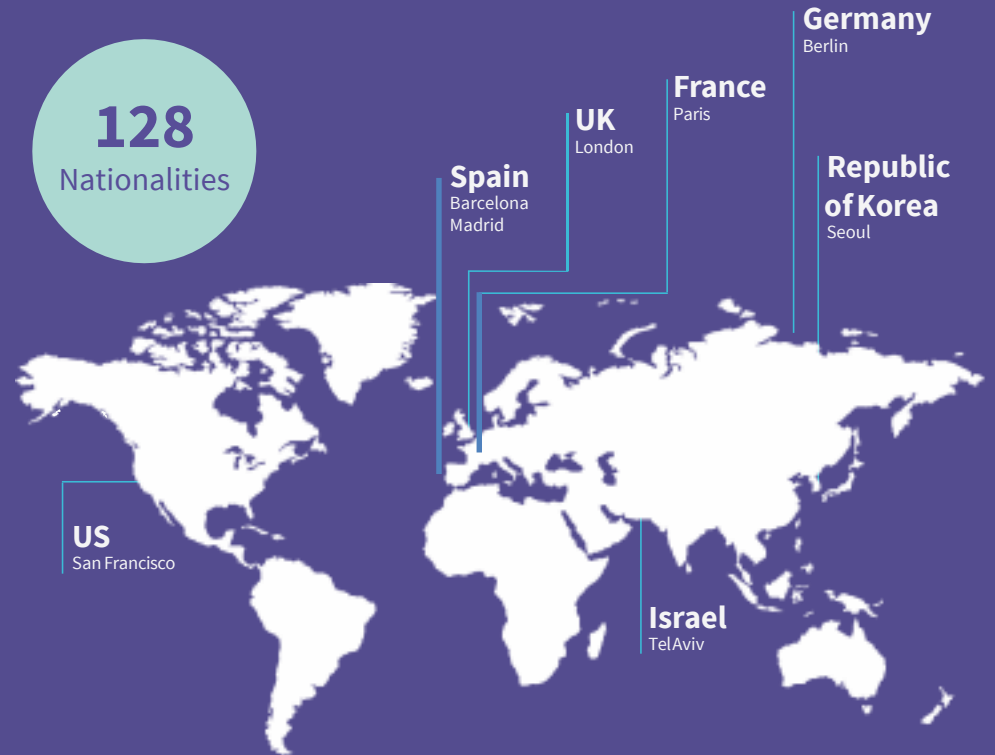 128
Nationalities
Germany
Berlin
France
Paris
UK
London
Spain
Barcelona
Madrid
Republic
of Korea
Seoul
US
San Francisco
Israel
Tel Aviv